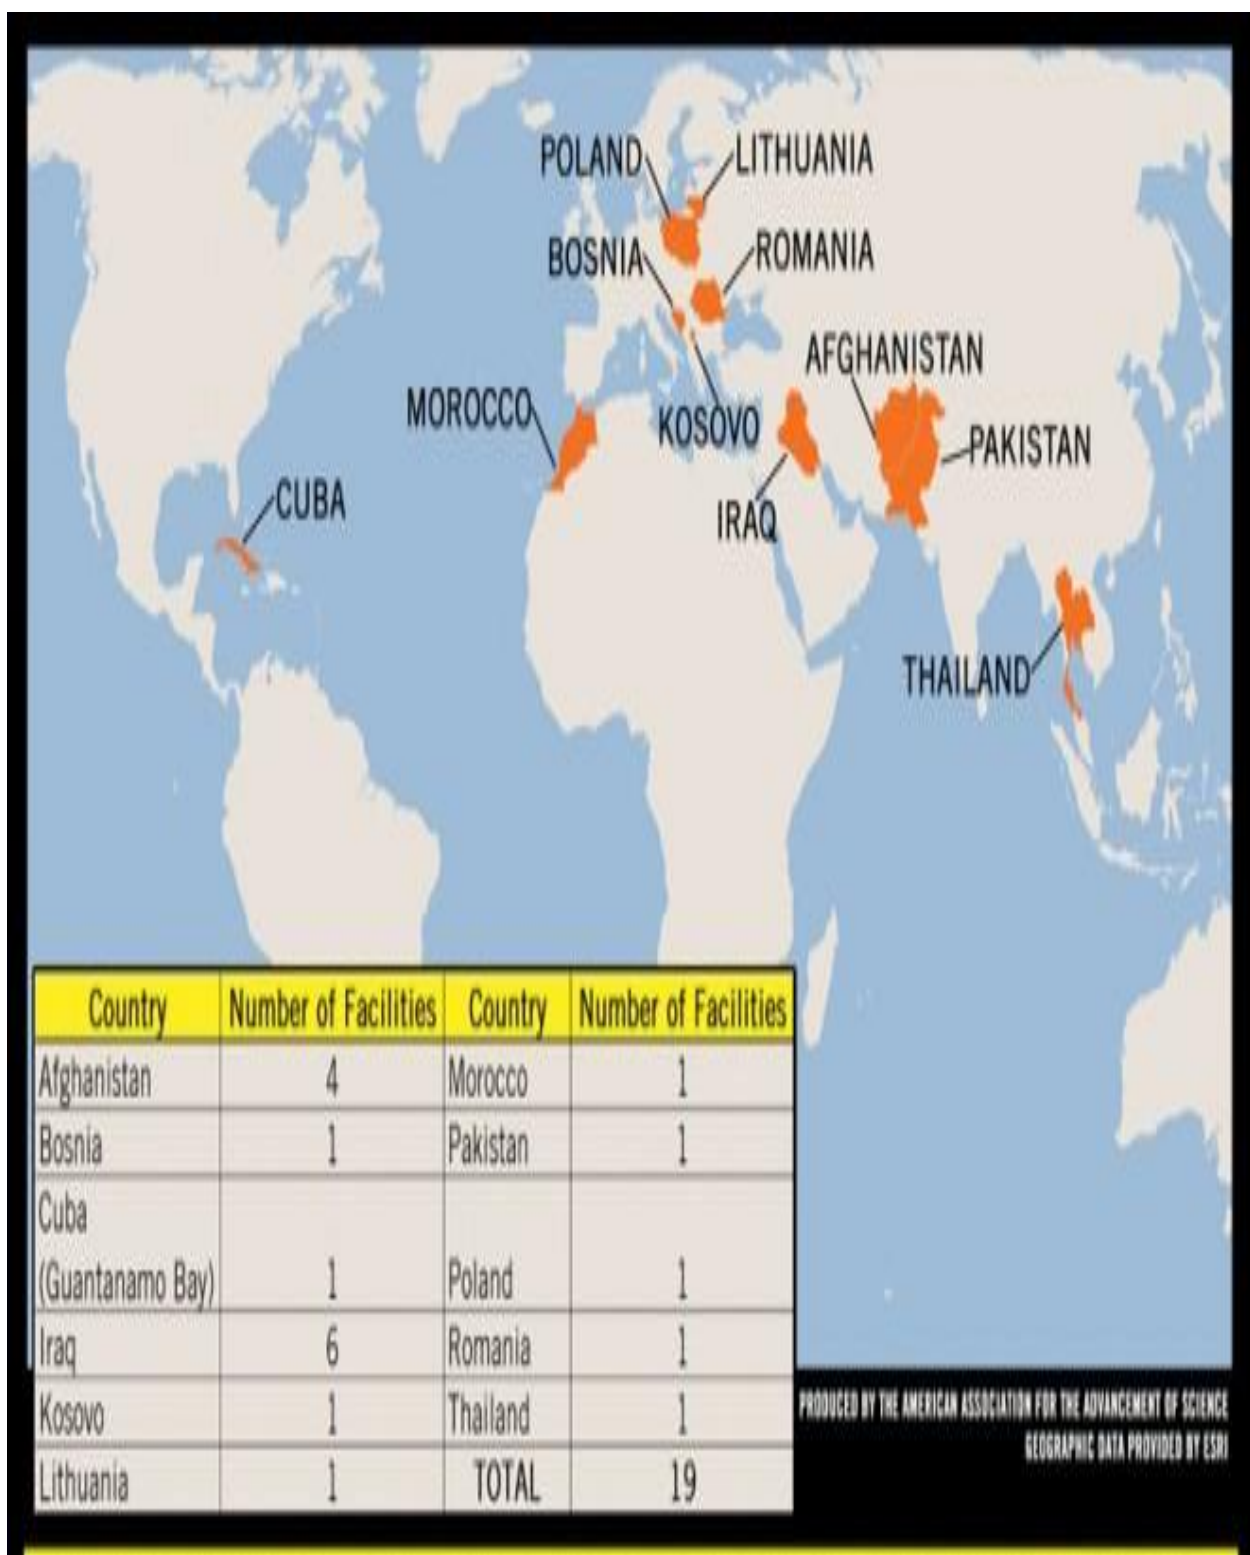 POLAND
LITHUANIA
BOSNIA
ROMANIA
AFGHANISTAN
MOROCCO
KOSOVO
PAKISTAN
CUBA
IRAQ
THAILAND
Country Number of Facilities Country Number of Facilities
Afghanistan 4 Morocco 1
Bosnia 1 Pakistan 1
Cuba
(Guantanamo Bay) 1 Poland 1
Iraq 6 Romania 1
Kosovo 1 Thailand 1
Lithuania 1 TOTAL 19
PRODUCED BY THE AMERICAN ASSOCIATION FOR THE ADVANCEMENT OF SCIENCE
GEOGRAPHIC DATA PROVIDED BY ESRI